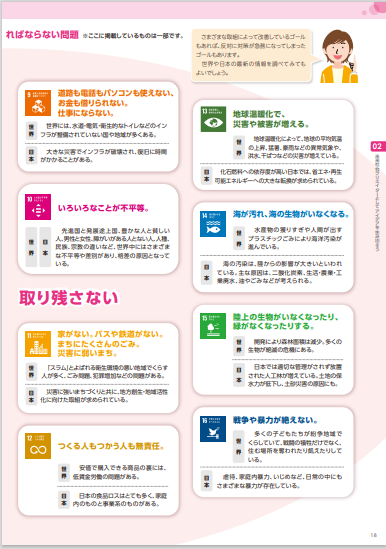 ればならない問題 ※ここに掲載しているものは一部です。
さまざまな取組によって改善しているゴール
もあれば、反対に対策が急務になってしまった
ゴールもあります。
世界や日本の最新の情報を調べてみても
よいでしょう。
9
道路も電話もパソコンも使えない、
お金も借りられない。
仕事にならない。
世界
世界には、水道・電気・衛生的なトイレなどのイン
フラが整備されていない国や地域が多くある。
日本
大きな災害でインフラが破壊され、復旧に時間
がかかることがある。
10
いろいろなことが不平等。
世界 日本
先進国と発展途上国、豊かな人と貧しい
人、男性と女性、障がいがある人とない人、人種、
民族、宗教の違いなど、世界中にはさまざま
な不平等や差別があり、格差の原因となって
いる。
取り残さない
11
家がない。バスや鉄道がない。
まちにたくさんのごみ。
災害に弱いまち。
世界
「スラム」とよばれる衛生環境の悪い地域でくらす
人が多く、ごみ問題、犯罪増加などの問題がある。
日本
災害に強いまちづくりと共に、地方創生・地域活性
化に向けた取組が求められている。
12
つくる人もつかう人も無責任。
世界
安価で購入できる商品の裏には、
低賃金労働の問題がある。
日本
日本の食品ロスはとても多く、家庭
内のものと事業系のものがある。
13
地球温暖化で、
災害や被害が増える。
世界
地球温暖化によって、地球の平均気温
の上昇、猛暑、豪雨などの異常気象や、
洪水、干ばつなどの災害が増えている。
日本
化石燃料への依存度が高い日本では、省エネ・再生
可能エネルギーへの大きな転換が求められている。
14
海が汚れ、海の生物がいなくなる。
世界
水産物の獲りすぎや人間が出す
プラスチックごみにより海洋汚染が
進んでいる。
日本
海の汚染は、陸からの影響が大きいといわれ
ている。主な原因は、二酸化炭素、生活・農業・工
業廃水、油やごみなどが考えられる。
15
陸上の生物がいなくなったり、
緑がなくなったりする。
世界
開発により森林面積は減少。多くの
生物が絶滅の危機にある。
日本
日本では適切な管理がされず放置
された人工林が増えている。土地の保
水力が低下し、土砂災害の原因にも。
16
戦争や暴力が絶えない。
世界
多くの子どもたちが紛争地域で
くらしていて、戦闘の犠牲だけでなく、
住む場所を奪われたり飢えたりして
いる。
日本
虐待、家庭内暴力、いじめなど、日常の中にも
さまざまな暴力が存在している。
02
18